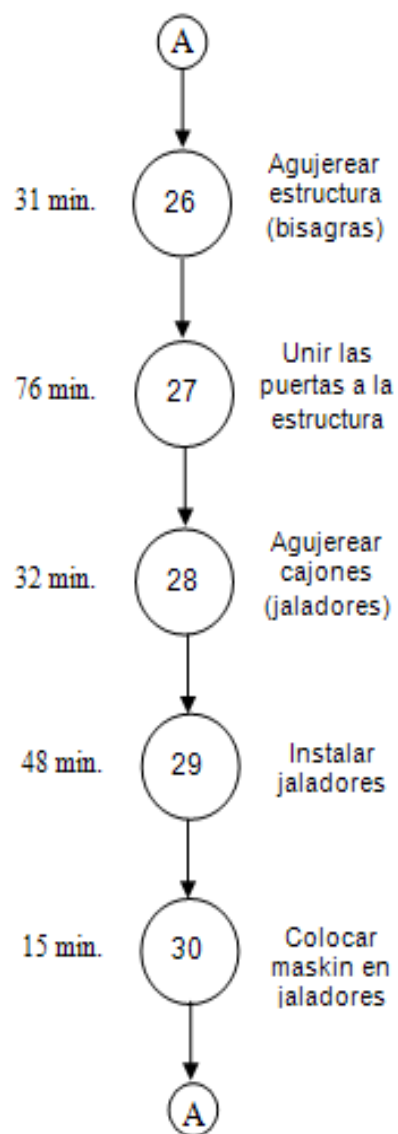 A
31 min.
26
Agujerear
estructura
(bisagras)
76 min.
27
Unir las
puertas a la
estructura
32 min.
28
Agujerear
cajones
(jaladores)
48 min.
29
Instalar
jaladores
15 min.
30
Colocar
maskin en
jaladores
A